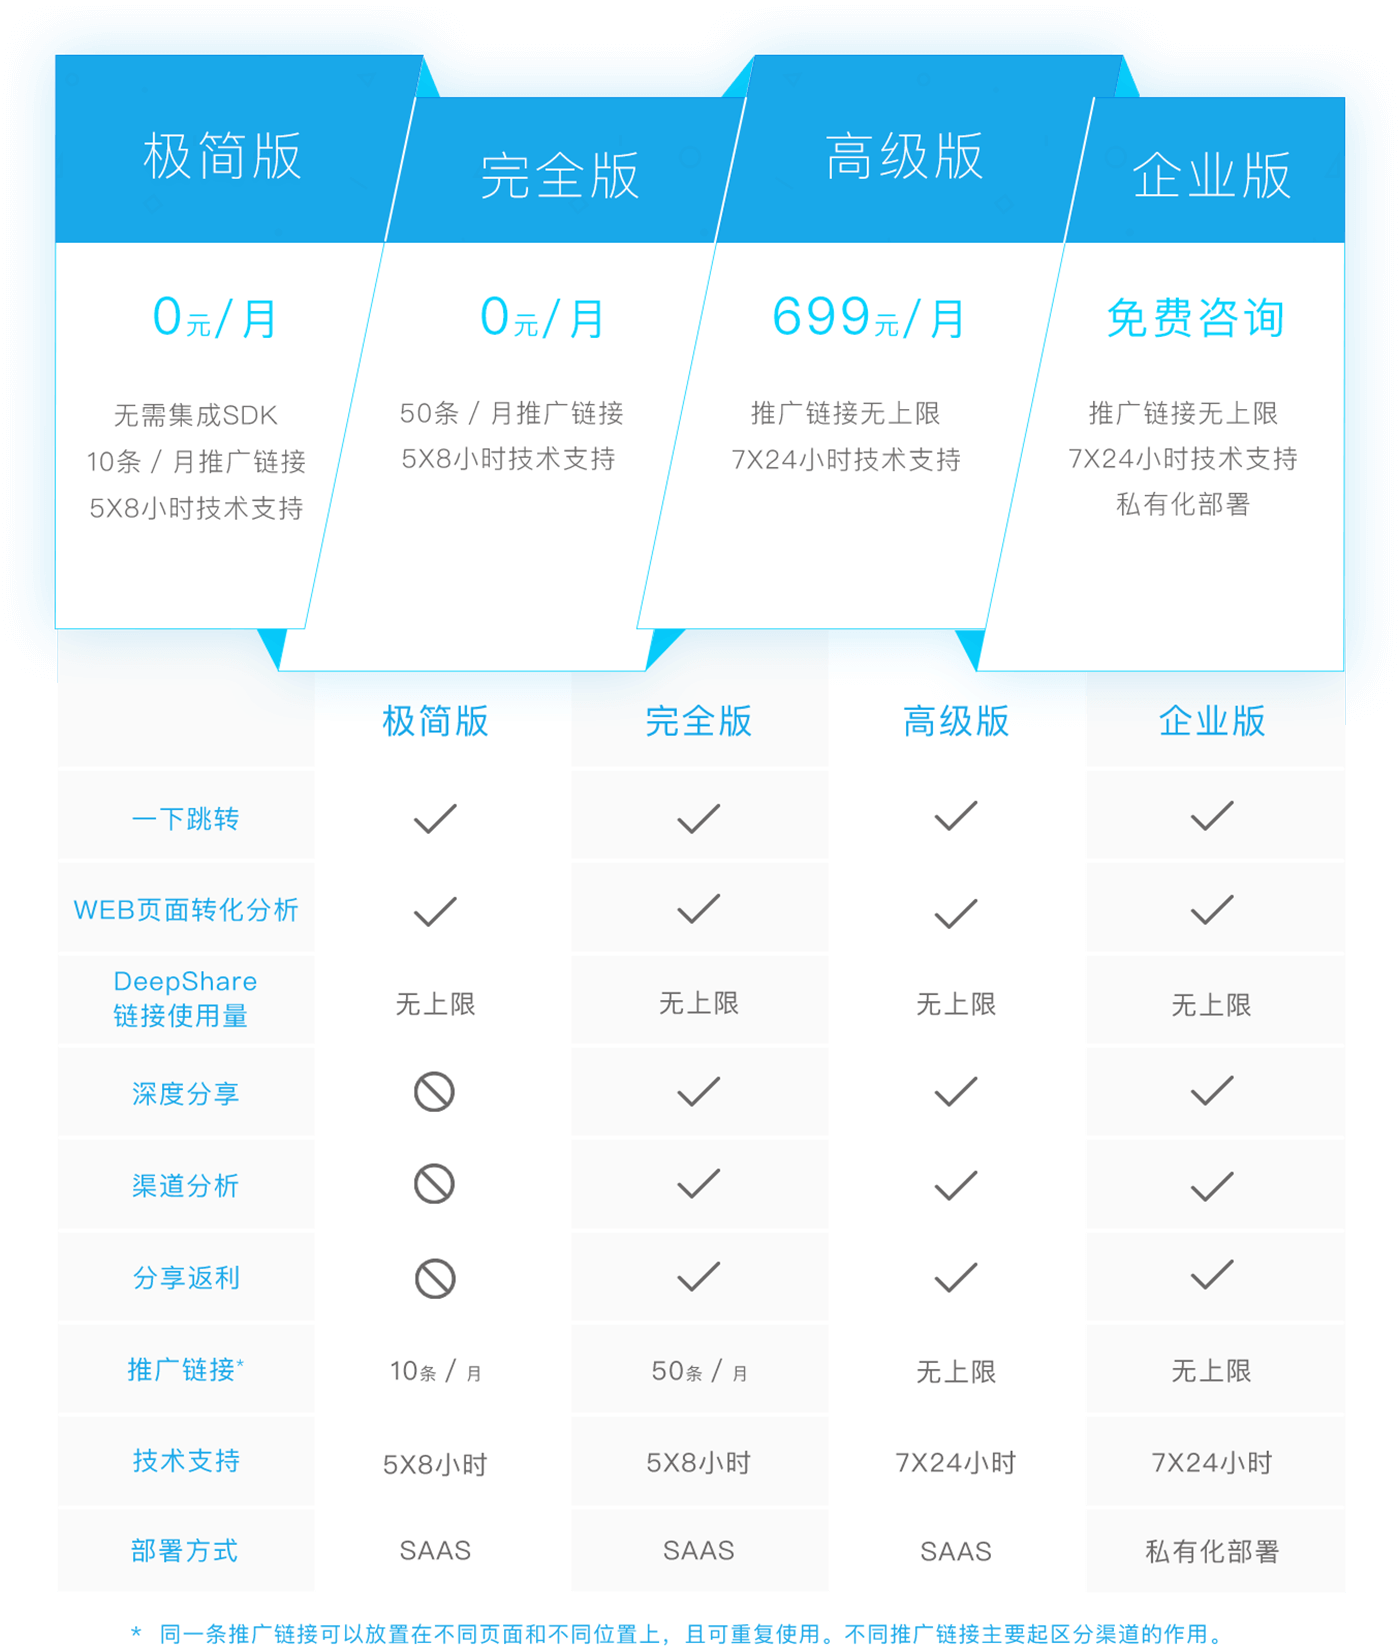 极简版
完全版
高级版
企业版
0元/月
0元/月
699元/月
免费咨询
无需集成SDK
10条 / 月推广链接
5X8小时技术支持
50条 / 月推广链接
5X8小时技术支持
推广链接无上限
7X24小时技术支持
推广链接无上限
7X24小时技术支持
私有化部署
极简版 完全版 高级版 企业版
一下跳转
WEB页面转化分析
DeepShare
链接使用量
无上限 无上限 无上限 无上限
深度分享
渠道分析
分享返利
推广链接* 10条 / 月 50条 / 月 无上限 无上限
技术支持 5X8小时 5X8小时 7X24小时 7X24小时
部署方式 SAAS SAAS SAAS 私有化部署
* 同一条推广链接可以放置在不同页面和不同位置上，且可重复使用。不同推广链接主要起区分渠道的作用。